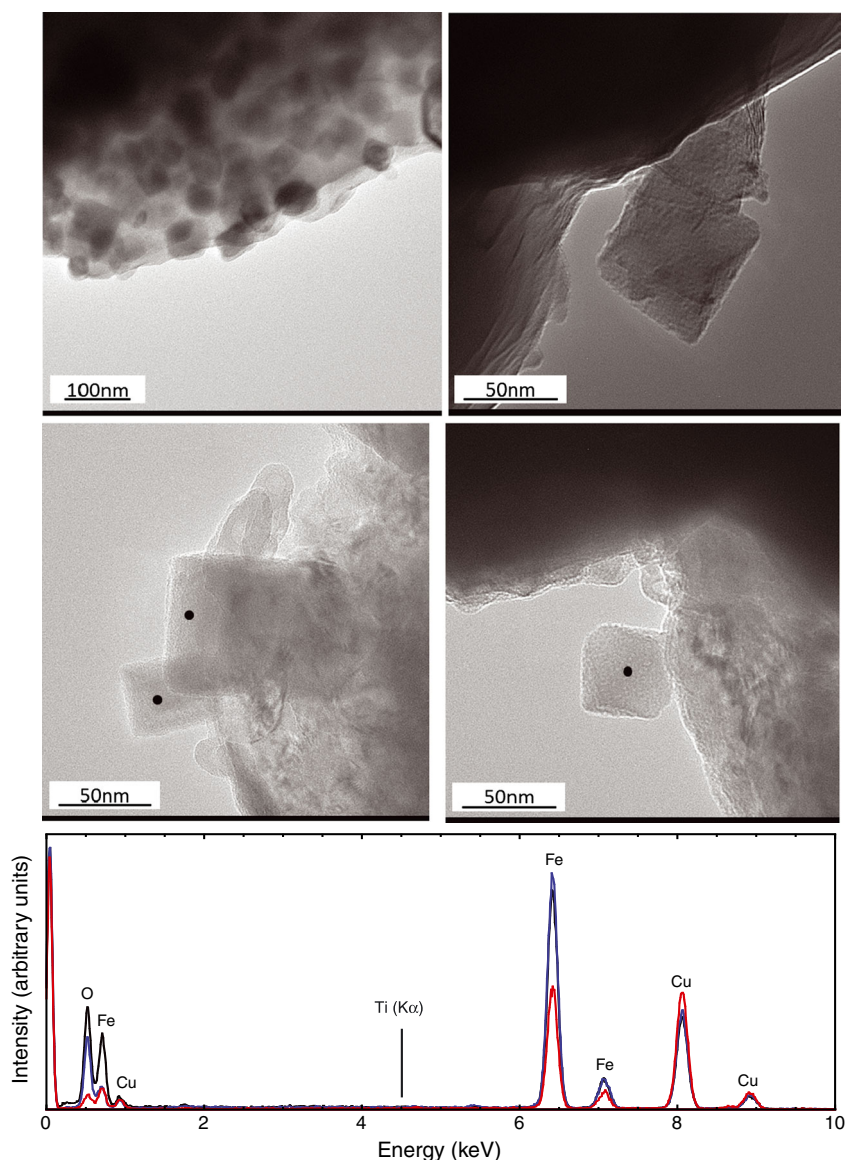 100nm
50nm
50nm
50nm
Intensity (arbitrary units)
O
Fe
Cu
Ti (Kα)
Fe
Fe
Cu
Cu
0
2
4
6
8
10
Energy (keV)